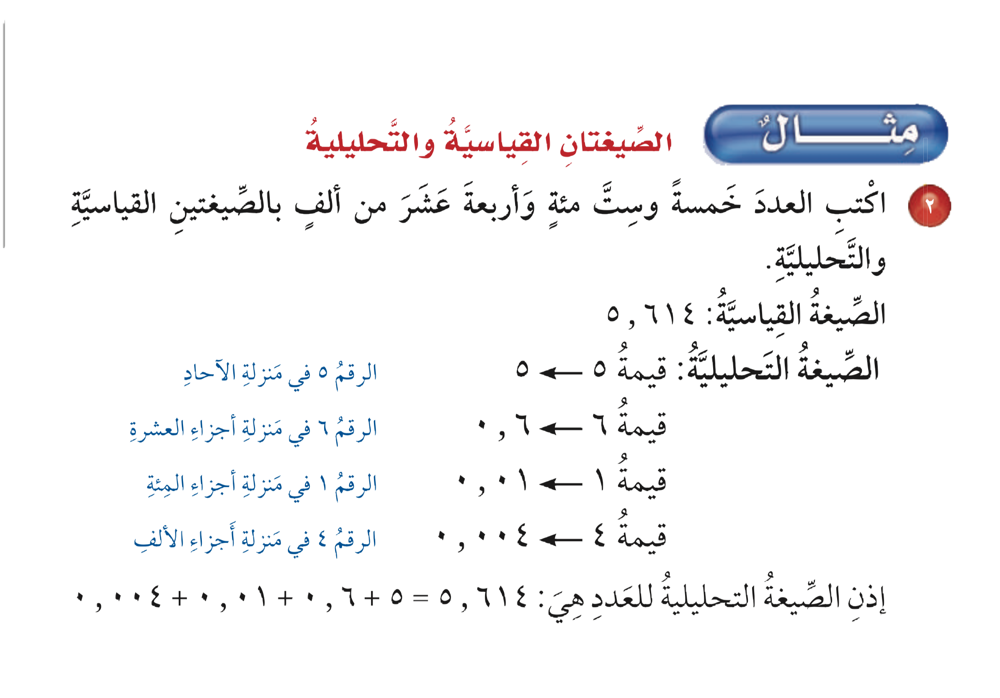 مِثـــالٌ الصِّيغتانِ القِياسيَّةُ والتَّحليليةُ
٢ اكْتبِ العددَ خَمسةً وسِتَّ مئةٍ وَأربعةَ عَشَرَ من ألفٍ بالصِّيغتينِ القياسيَّةِ
والتَّحليليَّةِ.
الصِّيغةُ القِياسيَّةُ: ٥,٦١٤
الصِّيغةُ التَحليليَّةُ: قيمةُ ٥ ← ٥ الرقمُ ٥ في مَنزلةِ الآحادِ
قيمةُ ٦ ← ٠,٦ الرقمُ ٦ في مَنزلةِ أجزاءِ العشرةِ
قيمةُ ١ ← ٠,٠١ الرقمُ ١ في مَنزلةِ أجزاءِ المِئةِ
قيمةُ ٤ ← ٠,٠٠٤ الرقمُ ٤ في مَنزلةِ أَجزاءِ الألفِ
إذنِ الصِّيغةُ التحليليةُ للعَددِ هِيَ: ٥,٦١٤ = ٥ + ٠,٦ + ٠,٠١ + ٠,٠٠٤